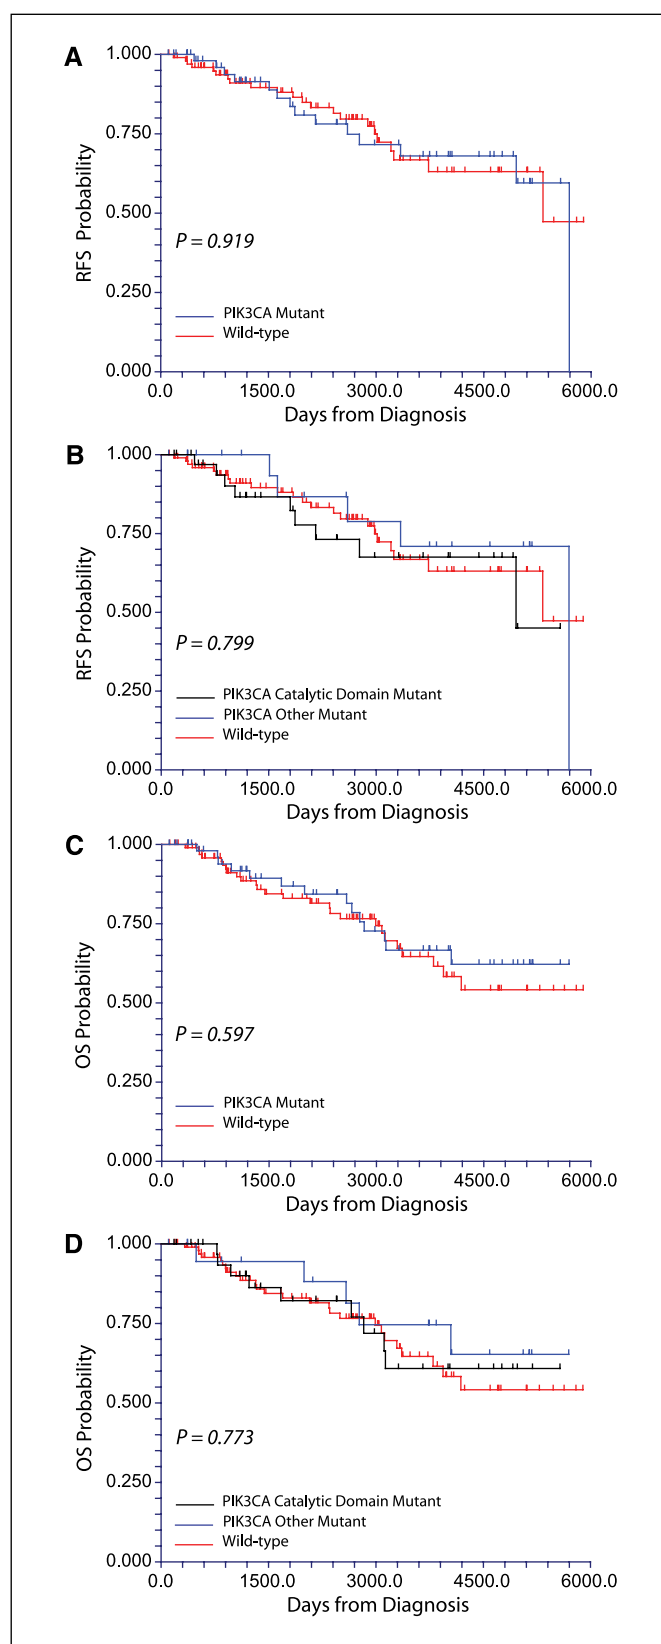 A
1.000
0.750
0.500
0.250
0.000
RFS Probability
P = 0.919
PIK3CA Mutant
Wild-type
0.0 1500.0 3000.0 4500.0 6000.0
Days from Diagnosis
B
1.000
0.750
0.500
0.250
0.000
RFS Probability
P = 0.799
PIK3CA Catalytic Domain Mutant
PIK3CA Other Mutant
Wild-type
0.0 1500.0 3000.0 4500.0 6000.0
Days from Diagnosis
C
1.000
0.750
0.500
0.250
0.000
OS Probability
P = 0.597
PIK3CA Mutant
Wild-type
0.0 1500.0 3000.0 4500.0 6000.0
Days from Diagnosis
D
1.000
0.750
0.500
0.250
0.000
OS Probability
P = 0.773
PIK3CA Catalytic Domain Mutant
PIK3CA Other Mutant
Wild-type
0.0 1500.0 3000.0 4500.0 6000.0
Days from Diagnosis